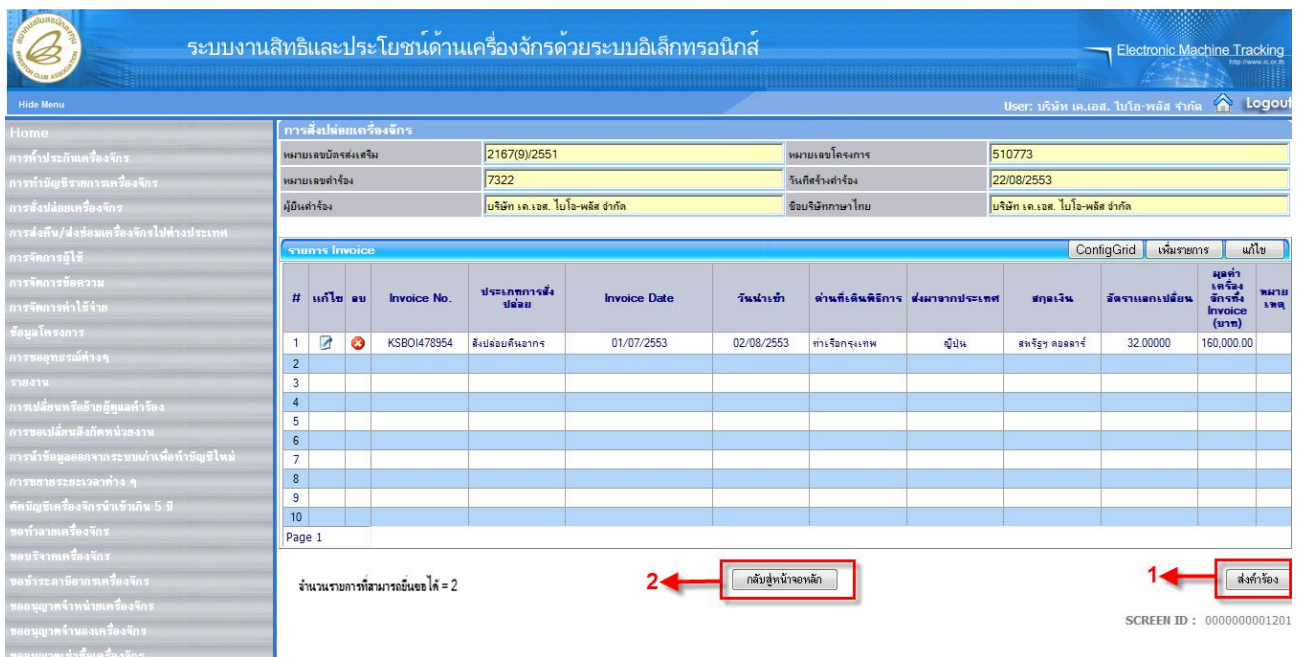 ระบบงานสิทธิและประโยชน์ด้านเครื่องจักรด้วยระบบอิเล็กทรอนิกส์
Electronic Machine Tracking
http://www.ic.or.th
Hide Menu
User: บริษัท เค.เอส. ไบโอ-พลัส จำกัด Logout
Home
การค้ำประกันเครื่องจักร
การทำบัญชีรายการเครื่องจักร
การสั่งปล่อยเครื่องจักร
การส่งคืน/ส่งซ่อมเครื่องจักรไปต่างประเทศ
การจัดการผู้ใช้
การจัดการข้อความ
การจัดการค่าใช้จ่าย
ข้อมูลโครงการ
การขออุทธรณ์ต่างๆ
รายงาน
การเปลี่ยนหรือย้ายผู้ดูแลคำร้อง
การขอเปลี่ยนสังกัดหน่วยงาน
การนำข้อมูลออกจากระบบเก่าเพื่อทำบัญชีใหม่
การขยายระยะเวลาต่าง ๆ
ตัดบัญชีเครื่องจักรนำเข้าเกิน 5 ปี
ขอทำลายเครื่องจักร
ขอบริจาคเครื่องจักร
ขอชำระภาษีอากรเครื่องจักร
ขออนุญาตจำหน่ายเครื่องจักร
ขออนุญาตจำนองเครื่องจักร
ขออนุญาตเช่าซื้อเครื่องจักร
การสั่งปล่อยเครื่องจักร
หมายเลขบัตรส่งเสริม 2167(9)/2551 หมายเลขโครงการ 510773
หมายเลขคำร้อง 7322 วันที่สร้างคำร้อง 22/08/2553
ผู้ยื่นคำร้อง บริษัท เค.เอส. ไบโอ-พลัส จำกัด ชื่อบริษัทภาษาไทย บริษัท เค.เอส. ไบโอ-พลัส จำกัด
รายการ Invoice ConfigGrid เพิ่มรายการ แก้ไข
# แก้ไข ลบ Invoice No. ประเภทการสั่งปล่อย Invoice Date วันนำเข้า ด่านที่เดินพิธีการ ส่งมาจากประเทศ สกุลเงิน อัตราแลกเปลี่ยน มูลค่าเครื่องจักรทั้ง Invoice (บาท) หมายเหตุ
1 KSBOI478954 สั่งปล่อยคืนอากร 01/07/2553 02/08/2553 ท่าเรือกรุงเทพ ญี่ปุ่น สหรัฐฯ ดอลลาร์ 32.00000 160,000.00
2
3
4
5
6
7
8
9
10
Page 1
จำนวนรายการที่สามารถยื่นขอได้ = 2
2 กลับสู่หน้าจอหลัก
1 ส่งคำร้อง
SCREEN ID : 0000000001201